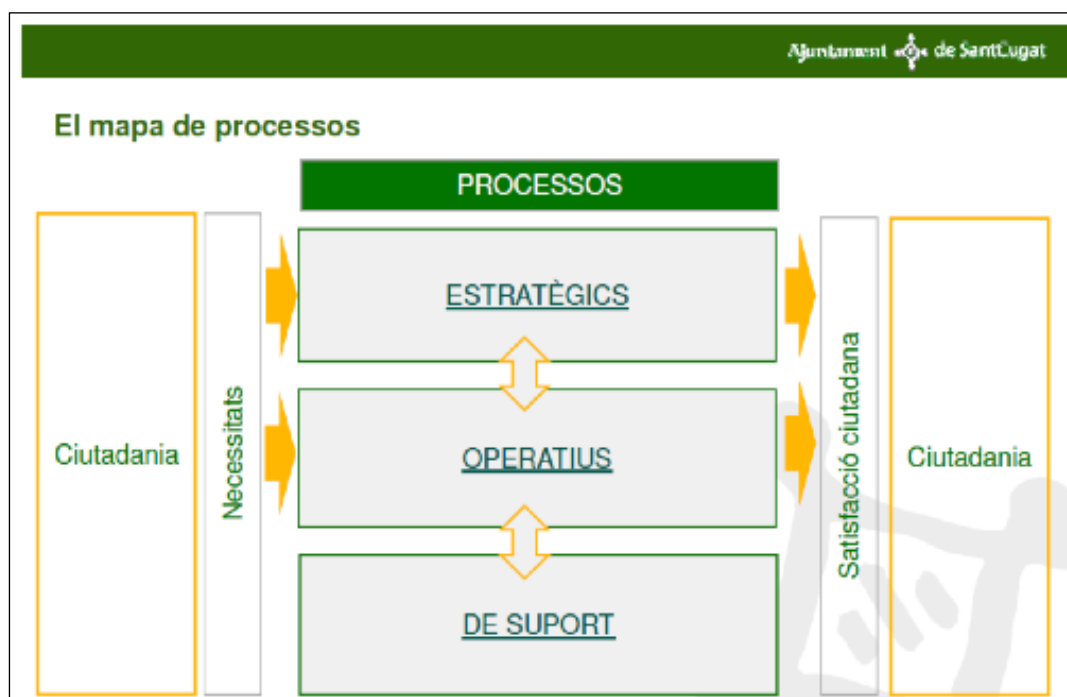 Ajuntament de SantCugat
El mapa de processos
PROCESSOS
Ciutadania
Necessitats
ESTRATÈGICS
OPERATIUS
DE SUPORT
Satisfacció ciutadana
Ciutadania